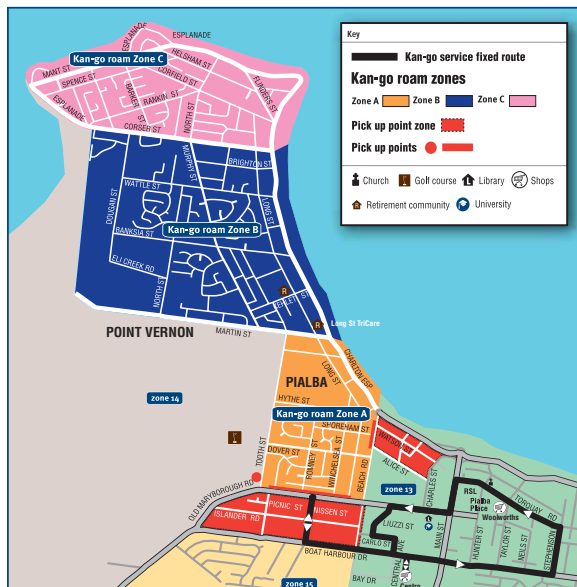 ESPLANADE
ESPLANADE
HELSHAM ST
Kan-go roam Zone C
MANT ST
CORFIELD ST
SPENCE ST
BARKER ST
RANKIN ST
FLINDERS ST
ESPLANADE
NORTH ST
CORSER ST
MURPHY ST
BRIGHTON ST
WATTLE ST
DOUGAN ST
LONG ST
BANKSIA ST
Kan-go roam Zone B
ELI CREEK RD
NORTH ST
R
R
Long St TriCare
MARTIN ST
POINT VERNON
CHARLTON ESP
LONG ST
PIALBA
zone 14
HYTHE ST
Kan-go roam Zone A
SHOREHAM ST
WATSON ST
TOOTH ST
DOVER ST
ROMNEY ST
WINCHELSEA ST
BEACH RD
ALICE ST
zone 13
CHARLES ST
OLD MARYBOROUGH RD
RSL
Pialba
Place
Woolworths
TORQUAY RD
PICNIC ST
NISSEN ST
ISLANDER RD
LIUZZI ST
MAIN ST
HUNTER ST
TAYLOR ST
NEILS ST
STEPHENSON
CARLO ST
BOAT HARBOUR DR
CENTRAL AVE
BAY DR
Centro
zone 15
Key
Kan-go service fixed route
Kan-go roam zones
Zone A Zone B Zone C
Pick up point zone
Pick up points
Church Golf course Library Shops
Retirement community University